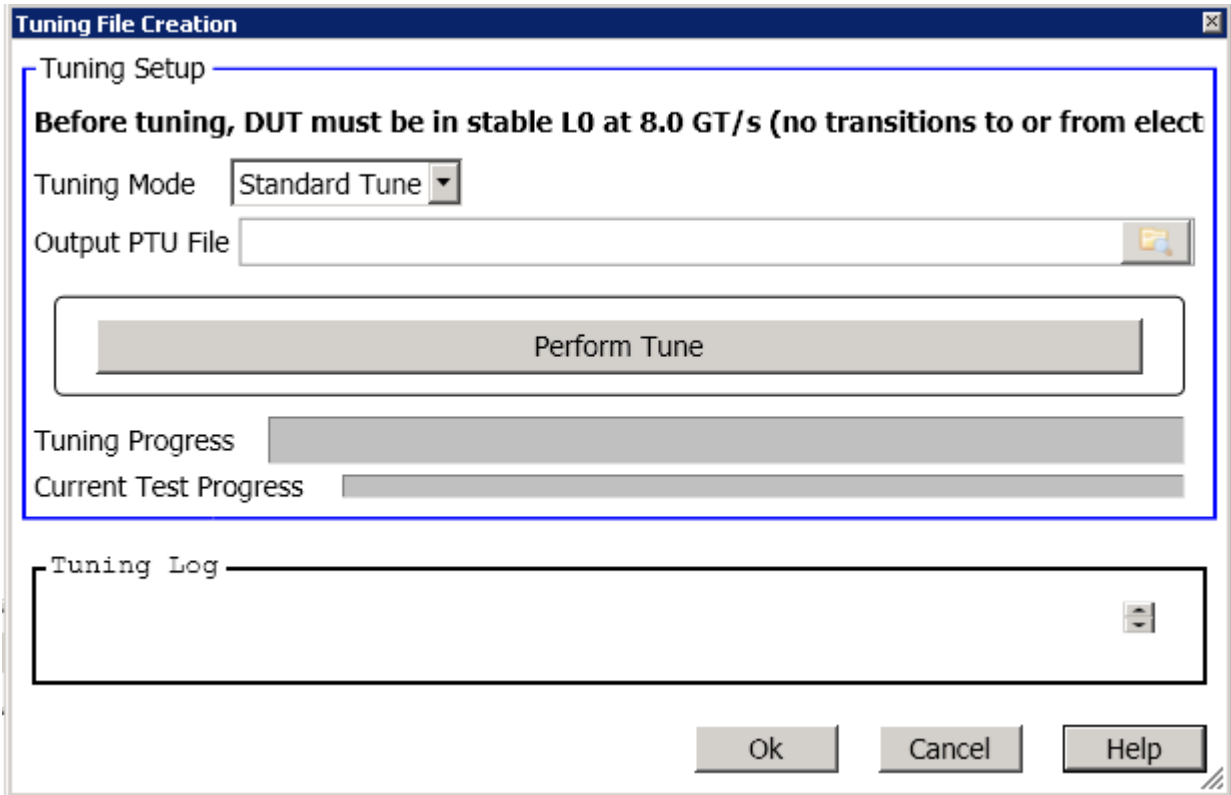 Tuning File Creation
Tuning Setup
Before tuning, DUT must be in stable L0 at 8.0 GT/s (no transitions to or from elect
Tuning Mode Standard Tune
Output PTU File
Perform Tune
Tuning Progress
Current Test Progress
Tuning Log
Ok Cancel Help